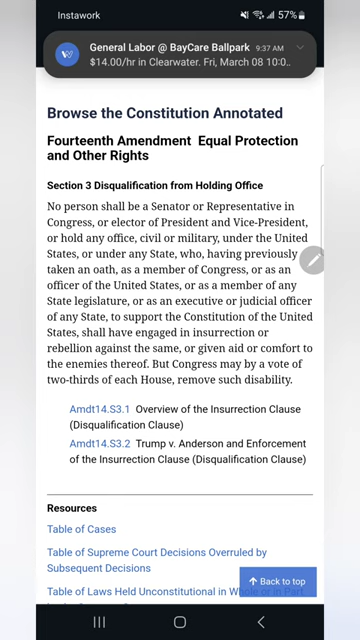 Instawork
57%
General Labor @ BayCare Ballpark 9:37 AM
$14.00/hr in Clearwater. Fri, March 08 10:0..
Browse the Constitution Annotated
Fourteenth Amendment Equal Protection
and Other Rights
Section 3 Disqualification from Holding Office
No person shall be a Senator or Representative in
Congress, or elector of President and Vice-President,
or hold any office, civil or military, under the United
States, or under any State, who, having previously
taken an oath, as a member of Congress, or as an
officer of the United States, or as a member of any
State legislature, or as an executive or judicial officer
of any State, to support the Constitution of the United
States, shall have engaged in insurrection or
rebellion against the same, or given aid or comfort to
the enemies thereof. But Congress may by a vote of
two-thirds of each House, remove such disability.
Amdt14.S3.1 Overview of the Insurrection Clause
(Disqualification Clause)
Amdt14.S3.2 Trump v. Anderson and Enforcement
of the Insurrection Clause (Disqualification Clause)
Resources
Table of Cases
Table of Supreme Court Decisions Overruled by
Subsequent Decisions
Back to top
Table of Laws Held Unconstitutional in Whole or in Part